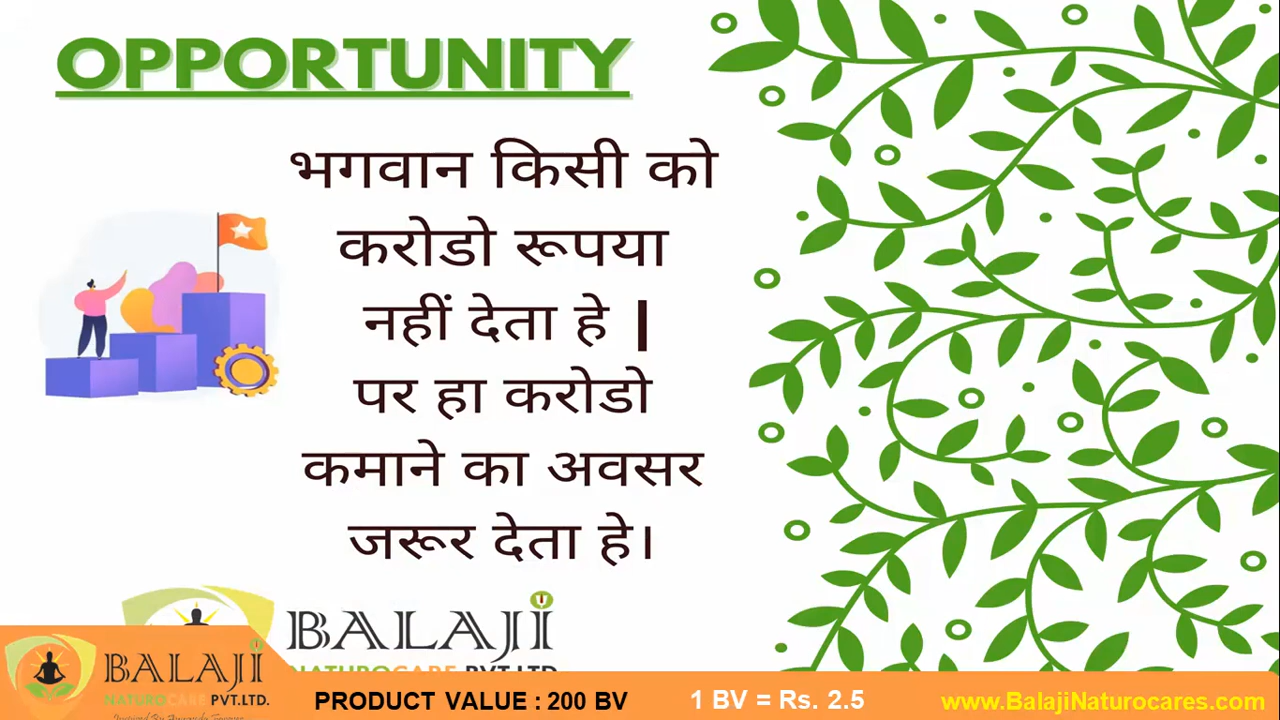 OPPORTUNITY
भगवान किसी को
करोडो रूपया
नहीं देता हे |
पर हा करोडो
कमाने का अवसर
जरूर देता हे।
BALAJI
NATUROCARE PVT.LTD
BALAJI
NATUROCARE PVT.LTD.
PRODUCT VALUE : 200 BV
1 BV = Rs. 2.5
www.BalajiNaturocares.com